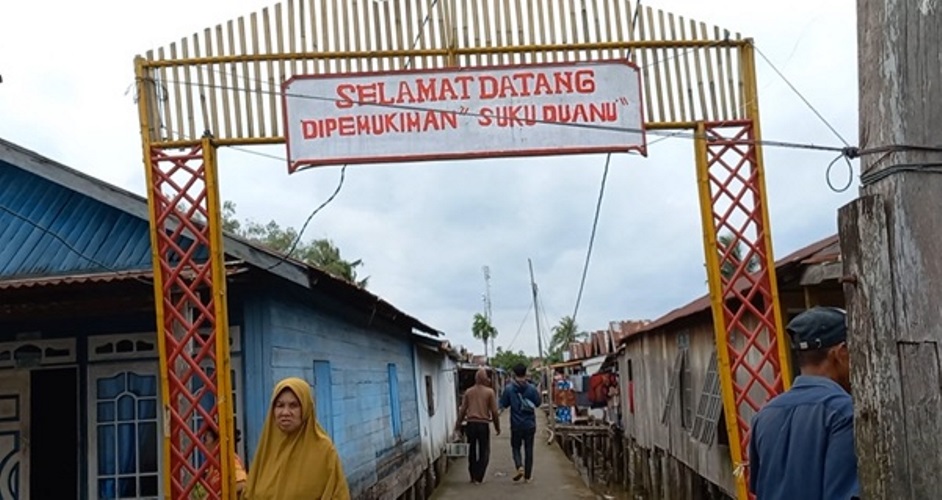 SELAMAT DATANG
DIPEMUKIMAN "SUKU DUANU"